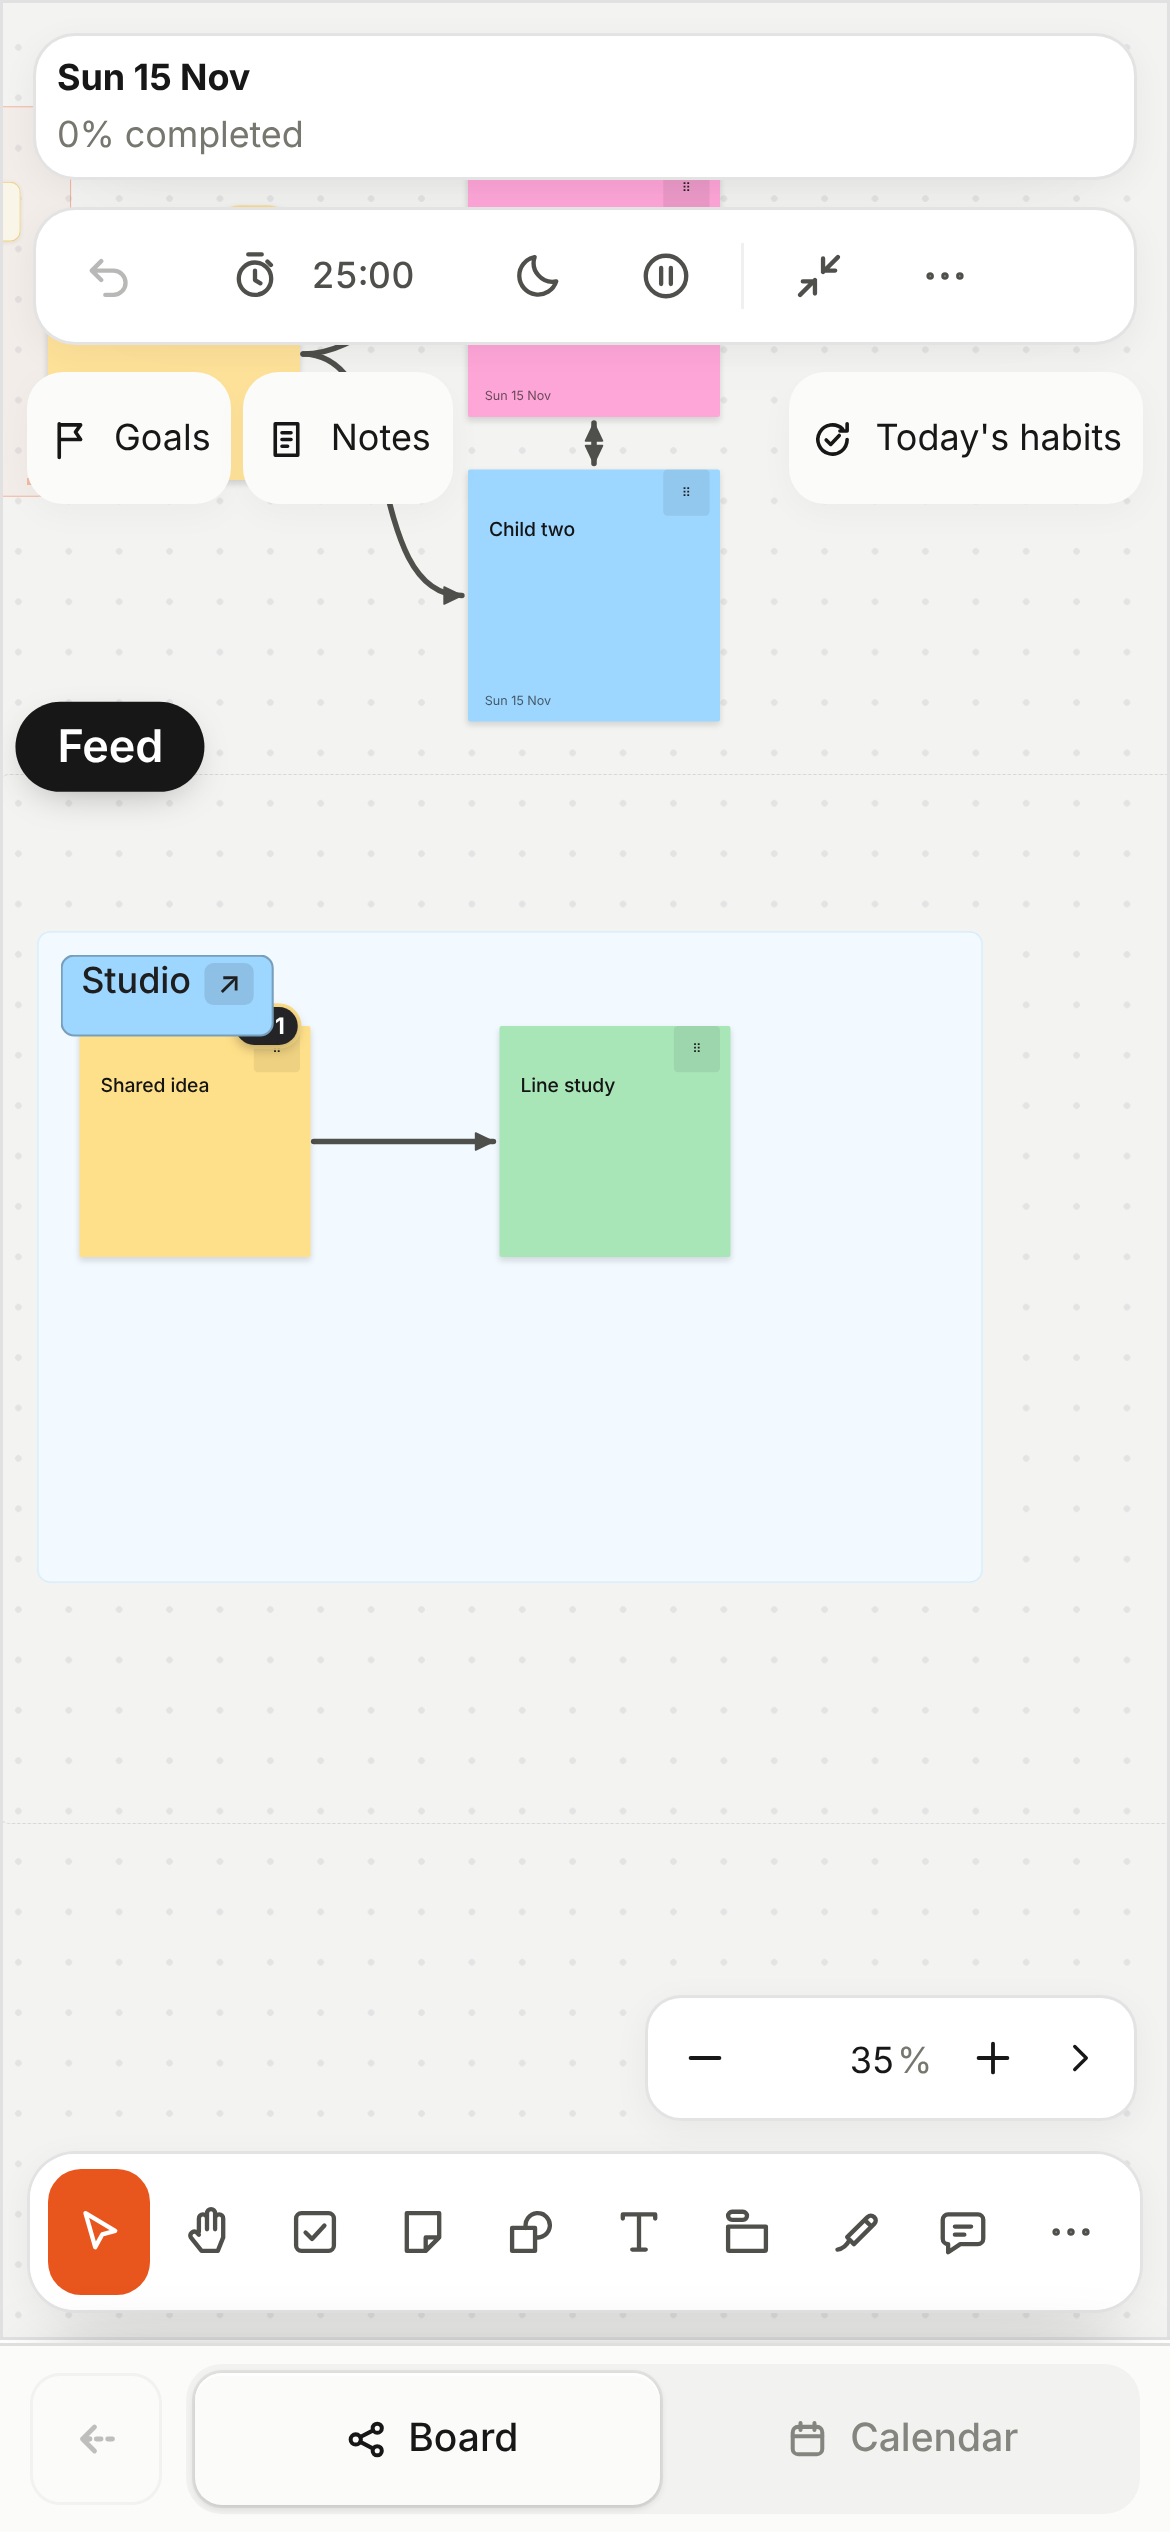 Sun 15 Nov
0% completed
25:00
Sun 15 Nov
Goals
Notes
Today's habits
Child two
Sun 15 Nov
Feed
Studio
1
Shared idea
Line study
35%
Board
Calendar